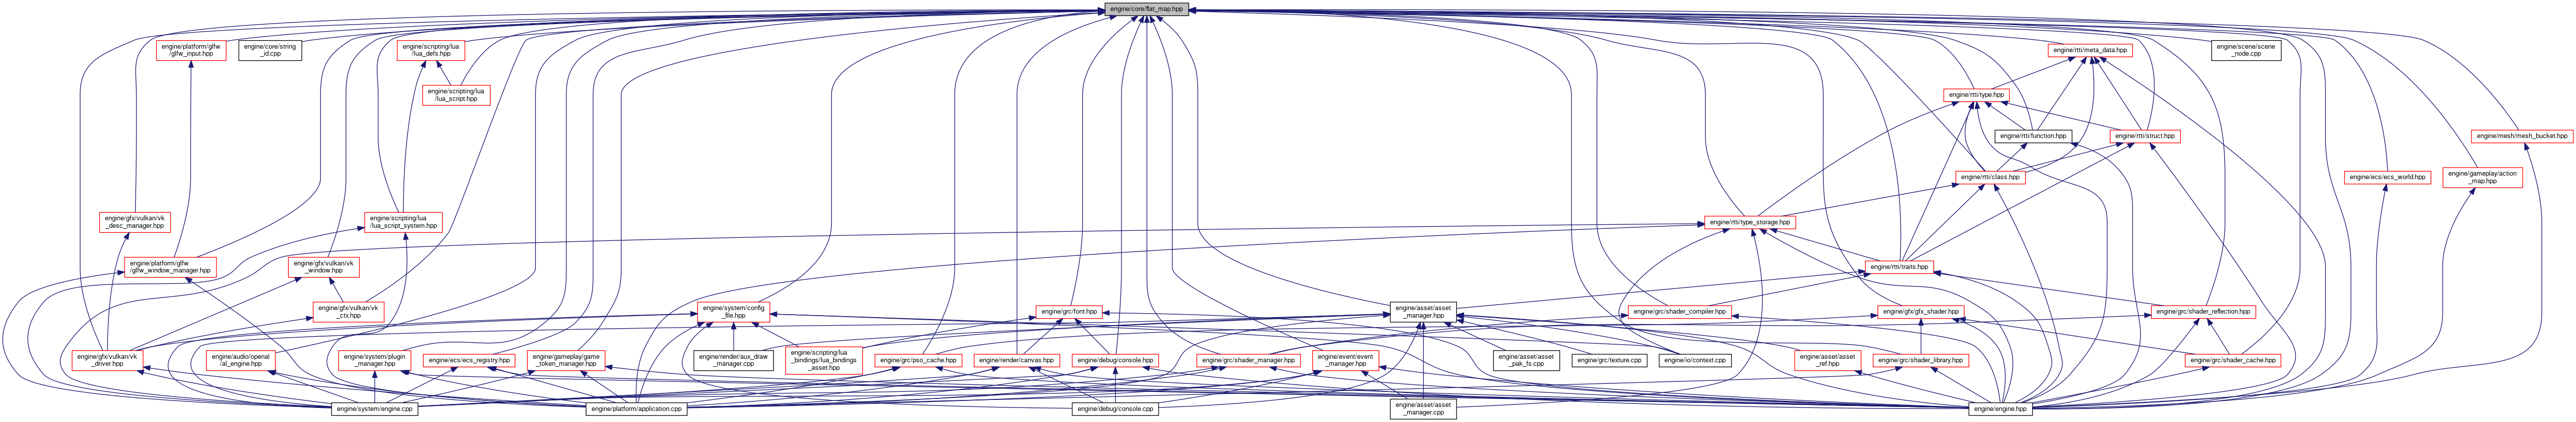 engine/core/flat_map.hpp
engine/platform/glfw
/glfw_input.hpp
engine/core/string
_id.cpp
engine/scripting/lua
/lua_defs.hpp
engine/rtti/meta_data.hpp
engine/scene/scene
_node.cpp
engine/scripting/lua
/lua_script.hpp
engine/rtti/type.hpp
engine/rtti/function.hpp
engine/rtti/struct.hpp
engine/mesh/mesh_bucket.hpp
engine/rtti/class.hpp
engine/ecs/ecs_world.hpp
engine/gameplay/action
_map.hpp
engine/gfx/vulkan/vk
_desc_manager.hpp
engine/scripting/lua
/lua_script_system.hpp
engine/rtti/type_storage.hpp
engine/platform/glfw
/glfw_window_manager.hpp
engine/gfx/vulkan/vk
_window.hpp
engine/rtti/traits.hpp
engine/gfx/vulkan/vk
_ctx.hpp
engine/system/config
_file.hpp
engine/grc/font.hpp
engine/asset/asset
_manager.hpp
engine/grc/shader_compiler.hpp
engine/gfx/gfx_shader.hpp
engine/grc/shader_reflection.hpp
engine/gfx/vulkan/vk
_driver.hpp
engine/audio/openal
/al_engine.hpp
engine/system/plugin
_manager.hpp
engine/ecs/ecs_registry.hpp
engine/gameplay/game
_token_manager.hpp
engine/render/aux_draw
_manager.cpp
engine/scripting/lua
_bindings/lua_bindings
_asset.hpp
engine/grc/pso_cache.hpp
engine/render/canvas.hpp
engine/debug/console.hpp
engine/grc/shader_manager.hpp
engine/event/event
_manager.hpp
engine/asset/asset
_pak_fs.cpp
engine/grc/texture.cpp
engine/io/context.cpp
engine/asset/asset
_ref.hpp
engine/grc/shader_library.hpp
engine/grc/shader_cache.hpp
engine/system/engine.cpp
engine/platform/application.cpp
engine/debug/console.cpp
engine/asset/asset
_manager.cpp
engine/engine.hpp